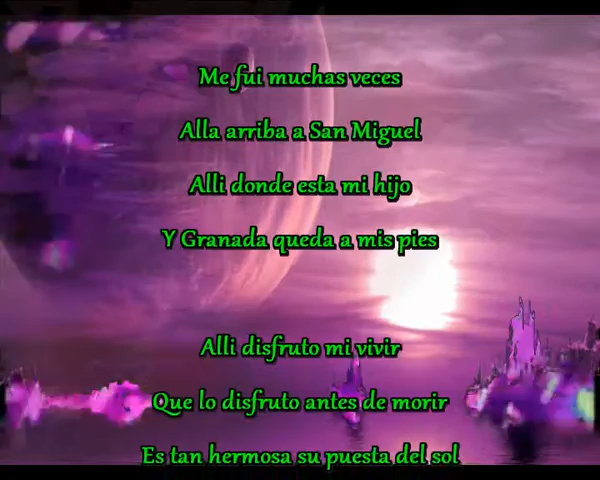 Me fui muchas veces
Alla arriba a San Miguel
Alli donde esta mi hijo
Y Granada queda a mis pies
Alli disfruto mi vivir
Que lo disfruto antes de morir
Es tan hermosa su puesta del sol